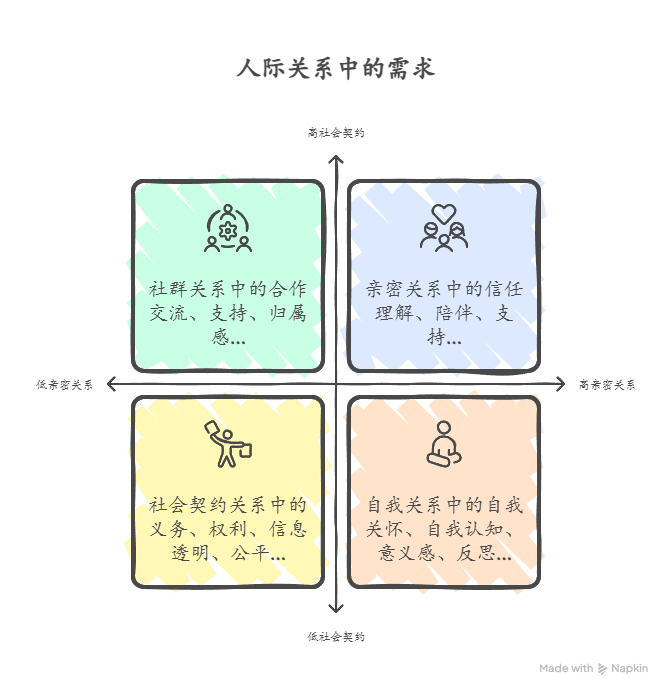 人际关系中的需求
高社会契约
社群关系中的合作
交流、支持、归属
感...
亲密关系中的信任
理解、陪伴、支
持...
低亲密关系
高亲密关系
社会契约关系中的
义务、权利、信息
透明、公平...
自我关系中的自我
关怀、自我认知、
意义感、反思...
低社会契约
Made with Napkin